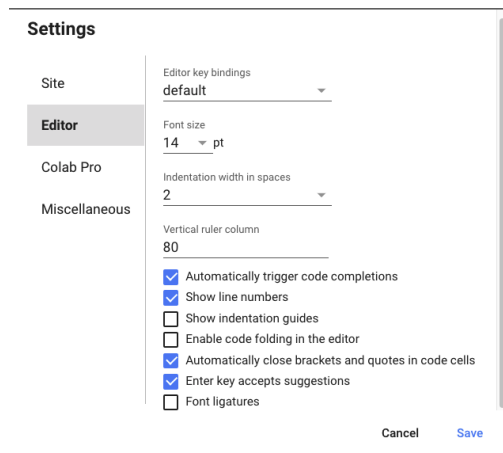 Settings
Site
Editor
Colab Pro
Miscellaneous
Editor key bindings
default
Font size
14 pt
Indentation width in spaces
2
Vertical ruler column
80
Automatically trigger code completions
Show line numbers
Show indentation guides
Enable code folding in the editor
Automatically close brackets and quotes in code cells
Enter key accepts suggestions
Font ligatures
Cancel Save